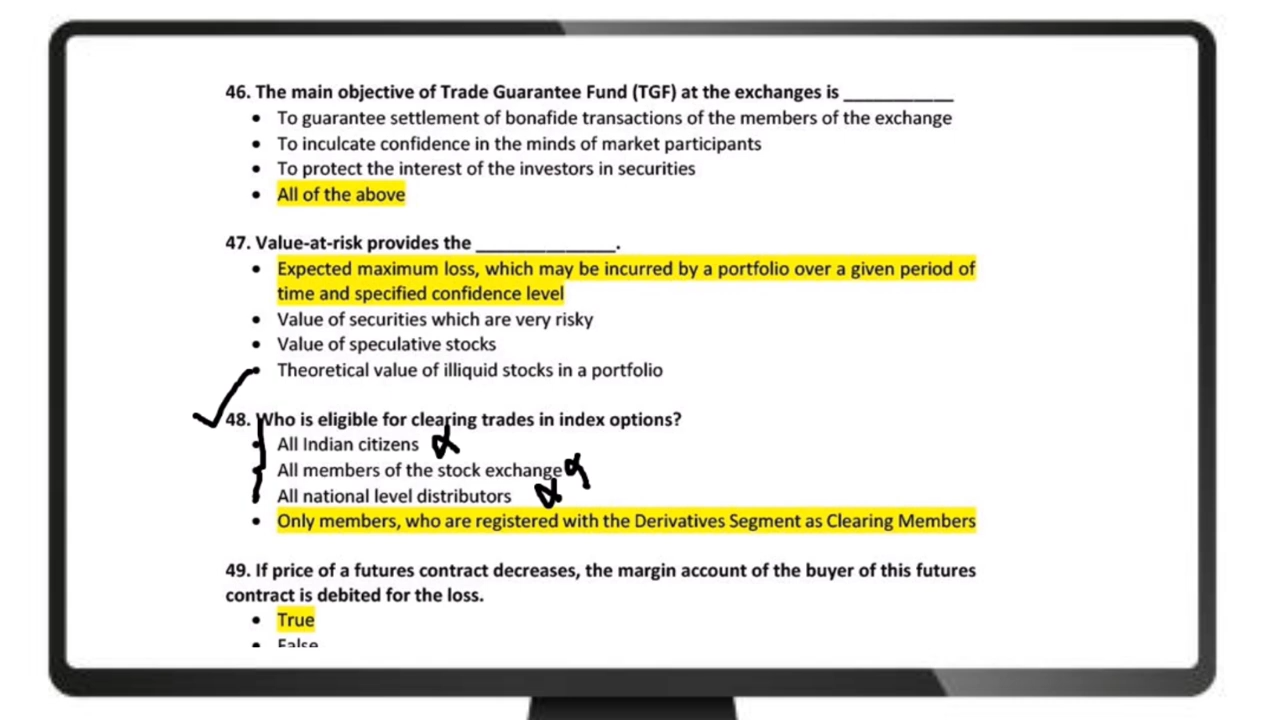 46. The main objective of Trade Guarantee Fund (TGF) at the exchanges is ___________
• To guarantee settlement of bonafide transactions of the members of the exchange
• To inculcate confidence in the minds of market participants
• To protect the interest of the investors in securities
• All of the above
47. Value-at-risk provides the ______________.
• Expected maximum loss, which may be incurred by a portfolio over a given period of
time and specified confidence level
• Value of securities which are very risky
• Value of speculative stocks
• Theoretical value of illiquid stocks in a portfolio
48. Who is eligible for clearing trades in index options?
• All Indian citizens
• All members of the stock exchange
• All national level distributors
• Only members, who are registered with the Derivatives Segment as Clearing Members
49. If price of a futures contract decreases, the margin account of the buyer of this futures
contract is debited for the loss.
• True
• False